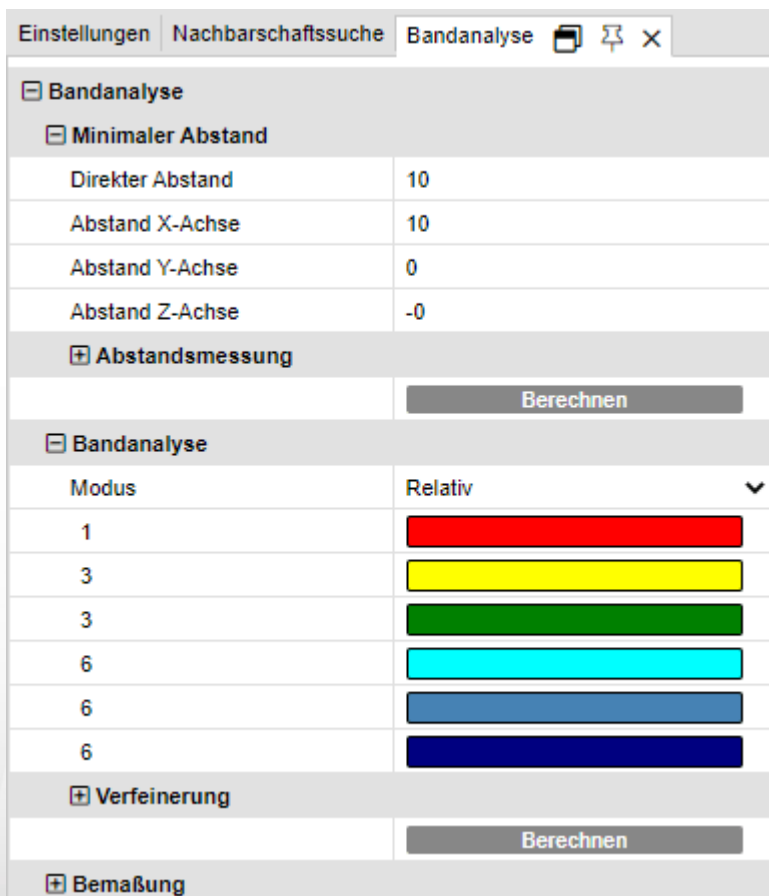 Einstellungen Nachbarschaftssuche Bandanalyse
Bandanalyse
Minimaler Abstand
Direkter Abstand 10
Abstand X-Achse 10
Abstand Y-Achse 0
Abstand Z-Achse -0
Abstandsmessung
Berechnen
Bandanalyse
Modus Relativ
1
3
3
6
6
6
Verfeinerung
Berechnen
Bemaßung